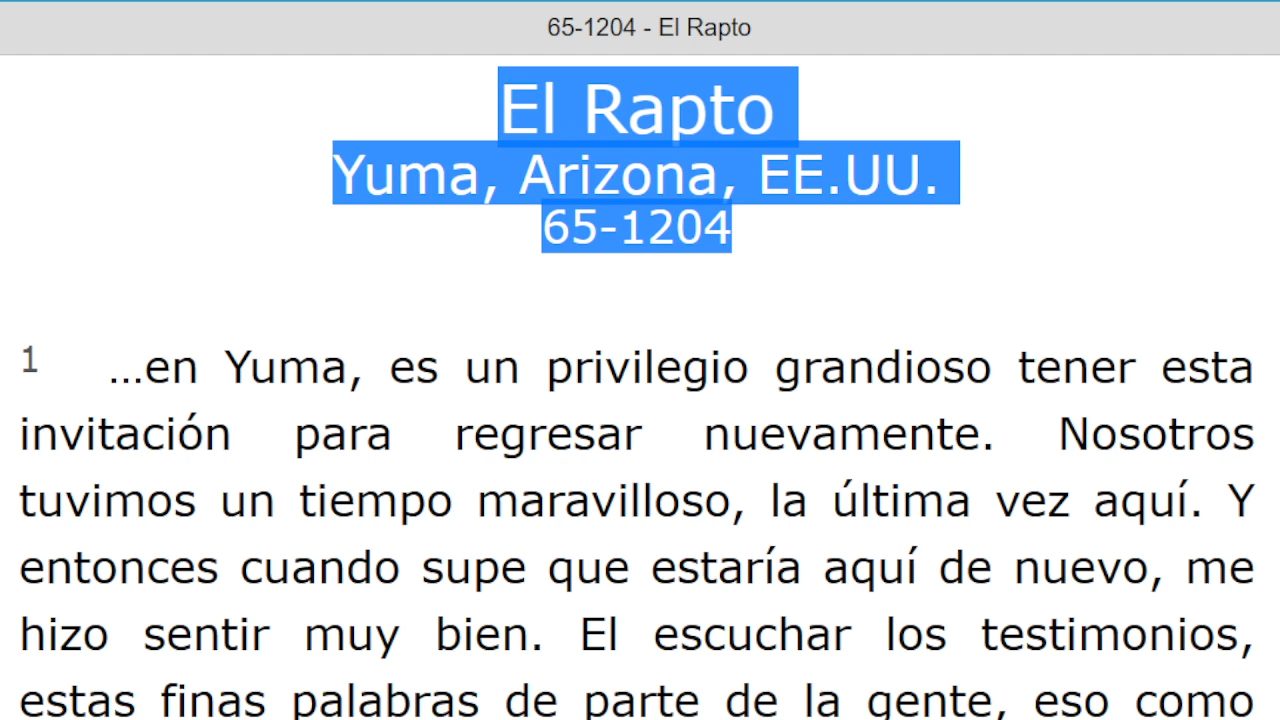 65-1204 - El Rapto
El Rapto
Yuma, Arizona, EE.UU.
65-1204
1 …en Yuma, es un privilegio grandioso tener esta
invitación para regresar nuevamente. Nosotros
tuvimos un tiempo maravilloso, la última vez aquí. Y
entonces cuando supe que estaría aquí de nuevo, me
hizo sentir muy bien. El escuchar los testimonios,
estas finas palabras de parte de la gente, eso como